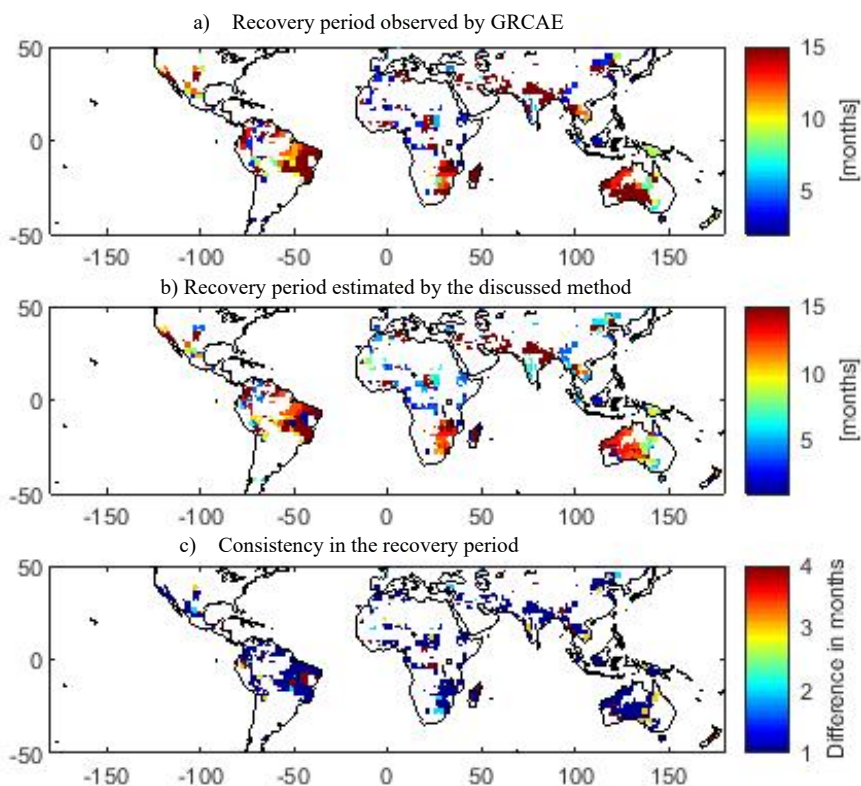 a) Recovery period observed by GRCAE
50
0
-50
-150 -100 -50 0 50 100 150
15
10
5
[months]
b) Recovery period estimated by the discussed method
50
0
-50
-150 -100 -50 0 50 100 150
15
10
5
[months]
c) Consistency in the recovery period
50
0
-50
-150 -100 -50 0 50 100 150
4
3
2
1
Difference in months